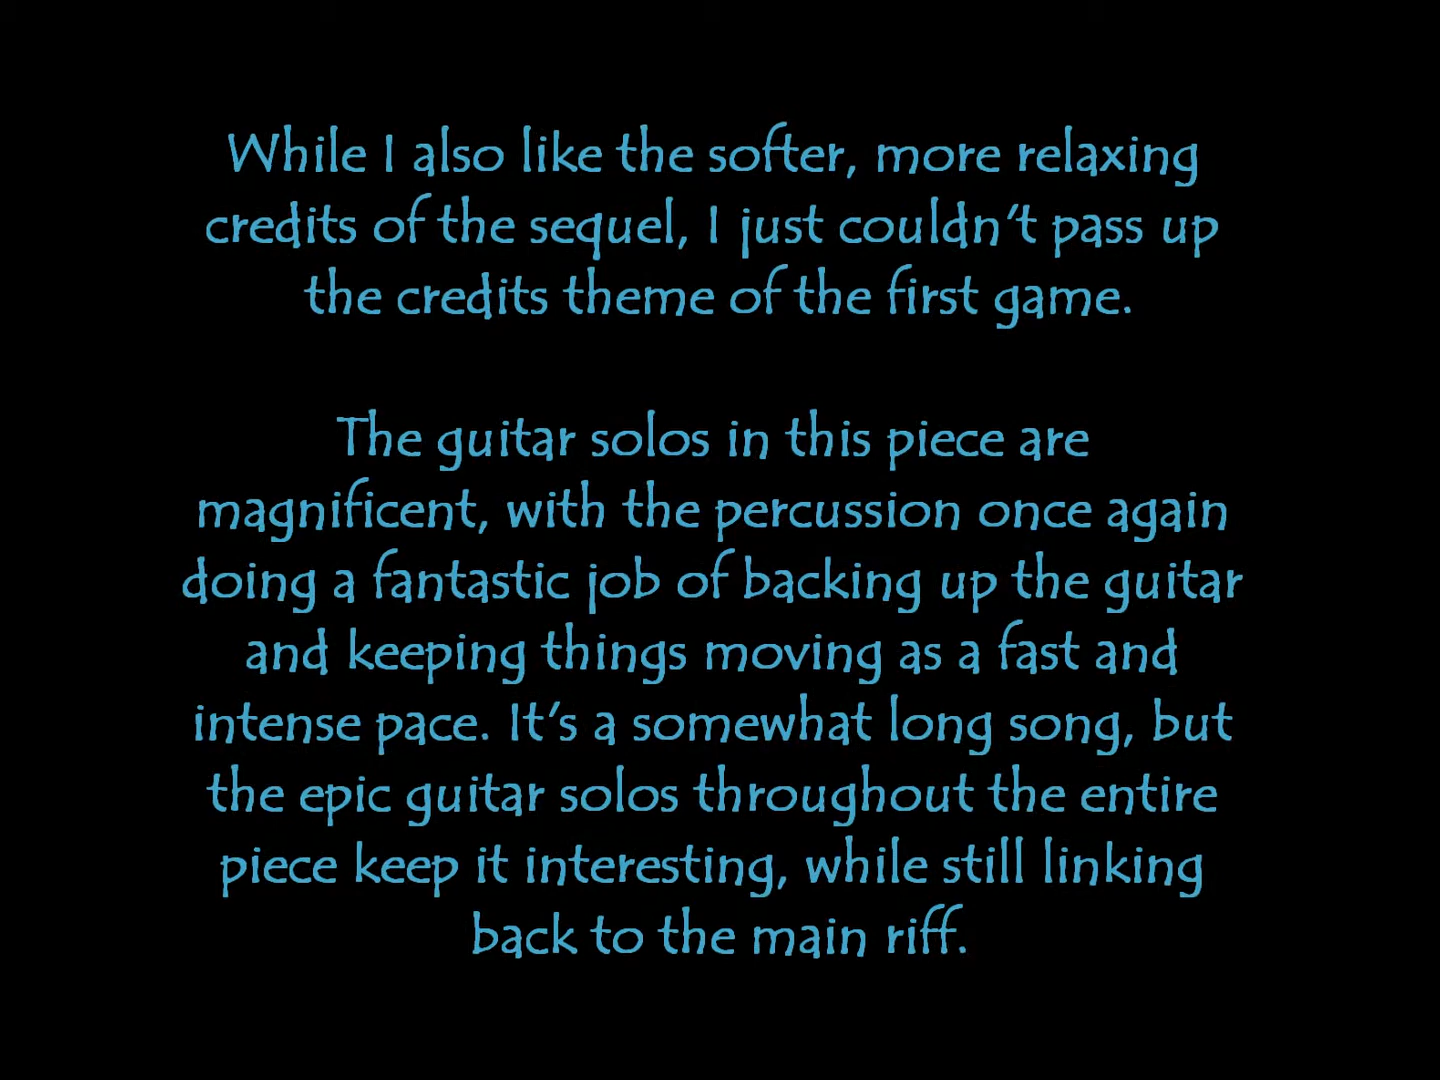 While I also like the softer, more relaxing
credits of the sequel, I just couldn't pass up
the credits theme of the first game.
The guitar solos in this piece are
magnificent, with the percussion once again
doing a fantastic job of backing up the guitar
and keeping things moving as a fast and
intense pace. It's a somewhat long song, but
the epic guitar solos throughout the entire
piece keep it interesting, while still linking
back to the main riff.